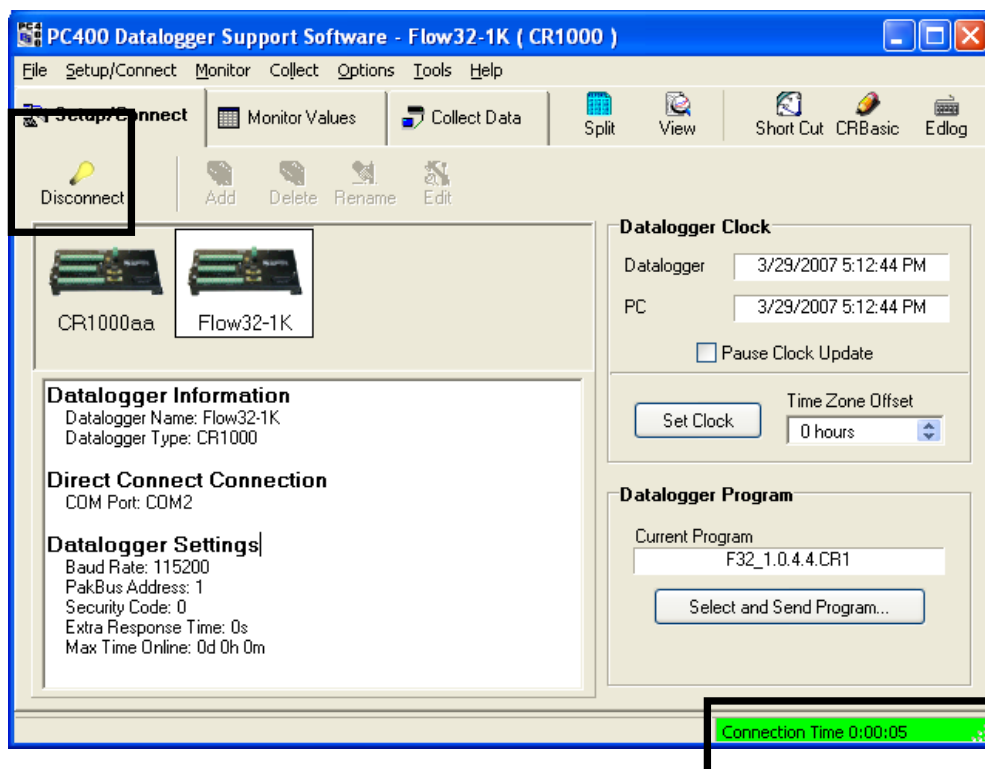 PC400 Datalogger Support Software - Flow32-1K ( CR1000 )
File Setup/Connect Monitor Collect Options Tools Help
Setup/Connect Monitor Values Collect Data Split View Short Cut CRBasic Edlog
Disconnect Add Delete Rename Edit
CR1000aa Flow32-1K
Datalogger Information
Datalogger Name: Flow32-1K
Datalogger Type: CR1000
Direct Connect Connection
COM Port: COM2
Datalogger Settings
Baud Rate: 115200
PakBus Address: 1
Security Code: 0
Extra Response Time: 0s
Max Time Online: 0d 0h 0m
Datalogger Clock
Datalogger 3/29/2007 5:12:44 PM
PC 3/29/2007 5:12:44 PM
Pause Clock Update
Set Clock
Time Zone Offset
0 hours
Datalogger Program
Current Program
F32_1.0.4.4.CR1
Select and Send Program...
Connection Time 0:00:05